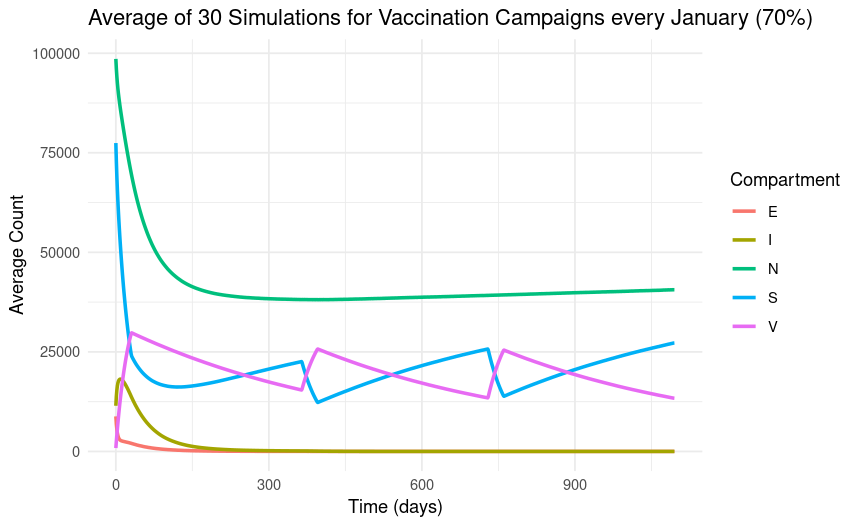 Average of 30 Simulations for Vaccination Campaigns every January (70%)
100000
75000
50000
25000
0
Average Count
0
300
600
900
Time (days)
Compartment
E
I
N
S
V